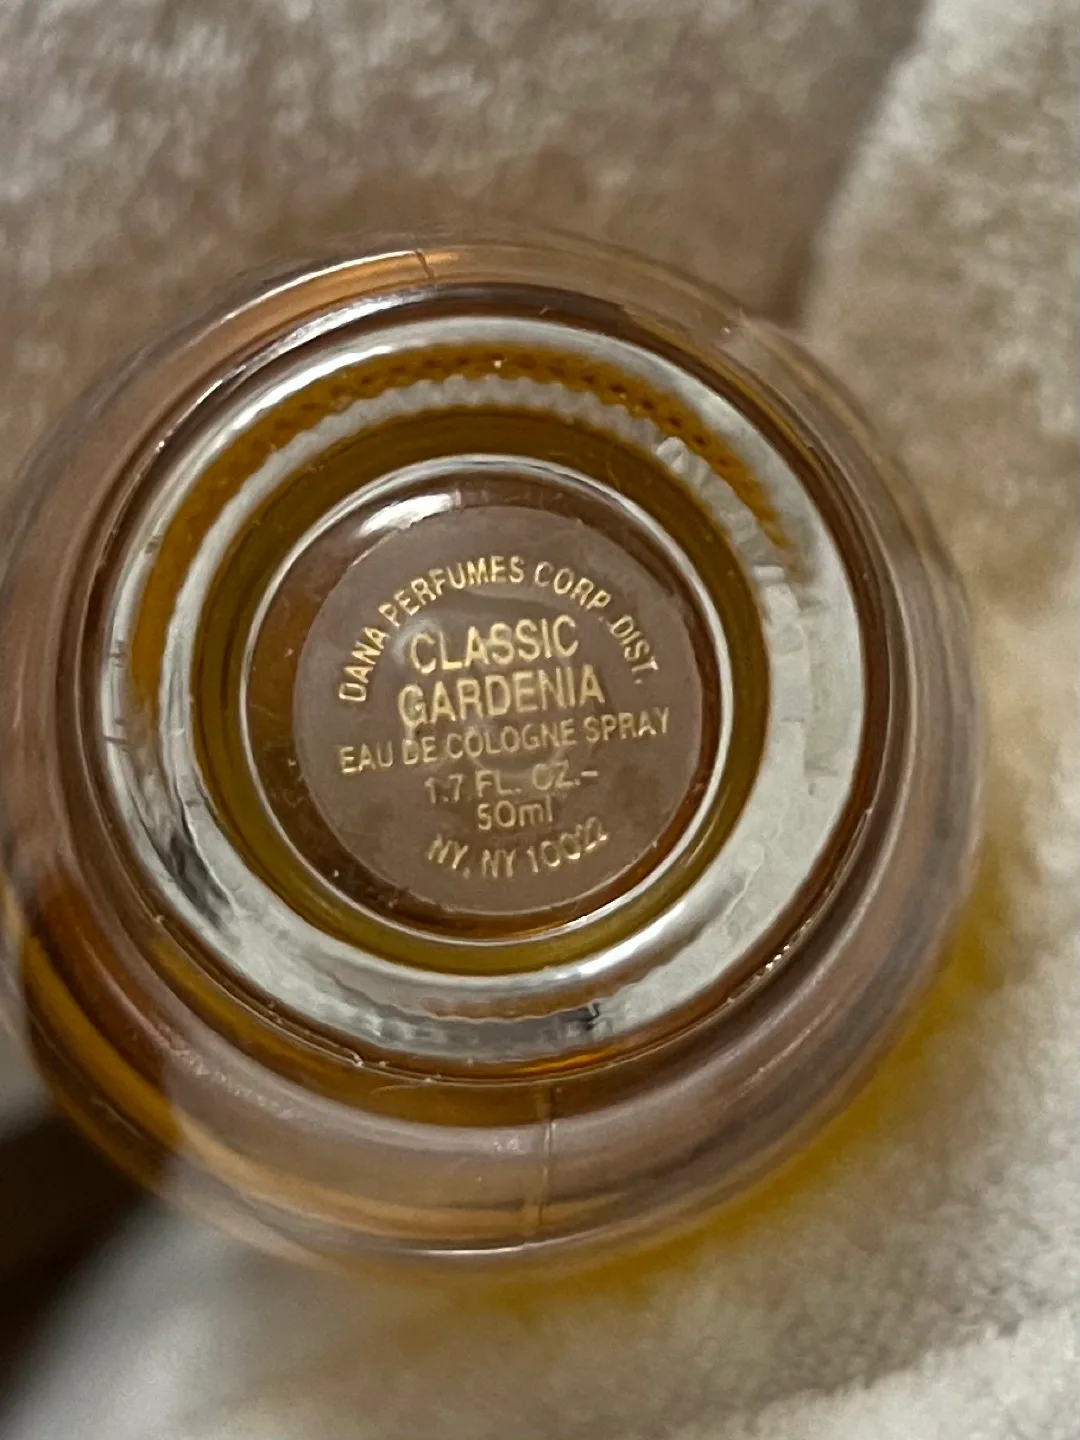 DANA PERFUMES CORP. DIST.
CLASSIC
GARDENIA
EAU DE COLOGNE SPRAY
1.7 FL. OZ.–
50ml
NY, NY 10022